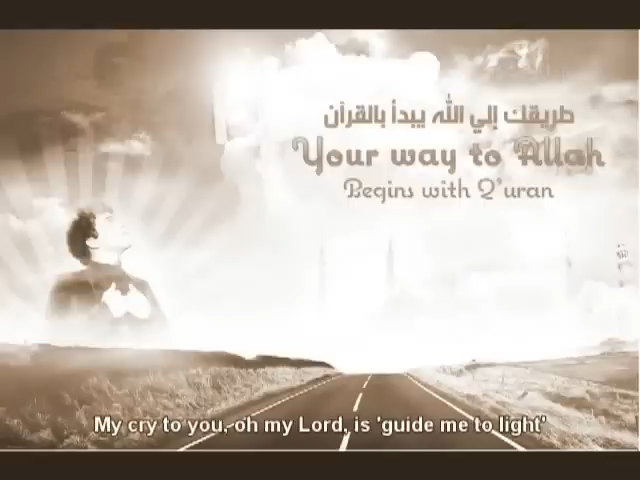 طريقك إلي الله يبدأ بالقرآن
Your way to Allah
Begins with Q'uran
My cry to you, oh my Lord, is 'guide me to light'